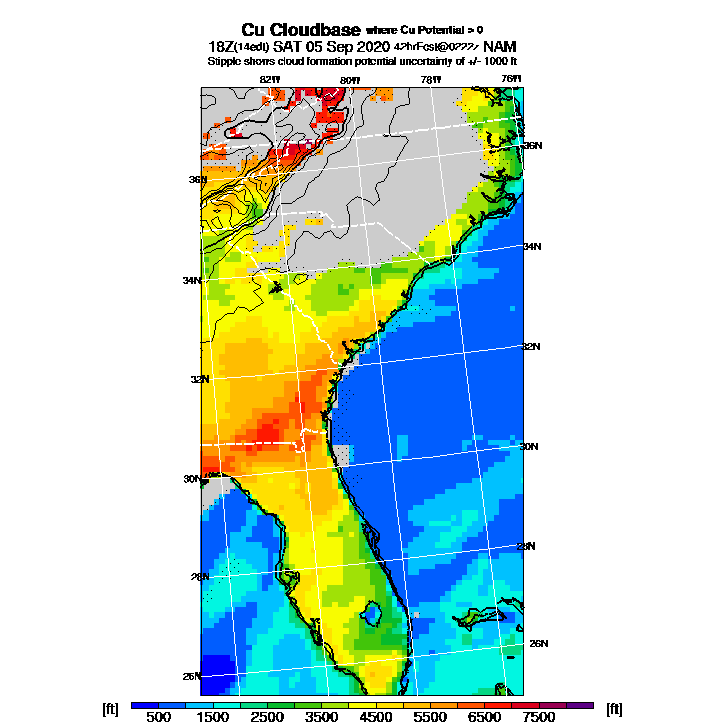 Cu Cloudbase where Cu Potential > 0
18Z(14edt) SAT 05 Sep 2020 42hrFcst@0222z NAM
Stipple shows cloud formation potential uncertainty of +/- 1000 ft
82W 80W 78W 76W
36N
36N
34N
34N
32N
32N
30N
30N
28N
28N
26N
26N
[ft] 500 1500 2500 3500 4500 5500 6500 7500 [ft]